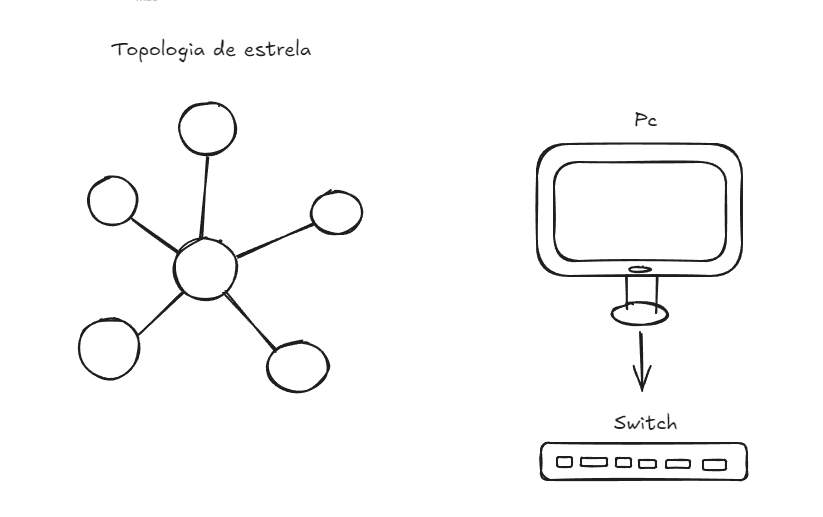 Topologia de estrela
Pc
Switch